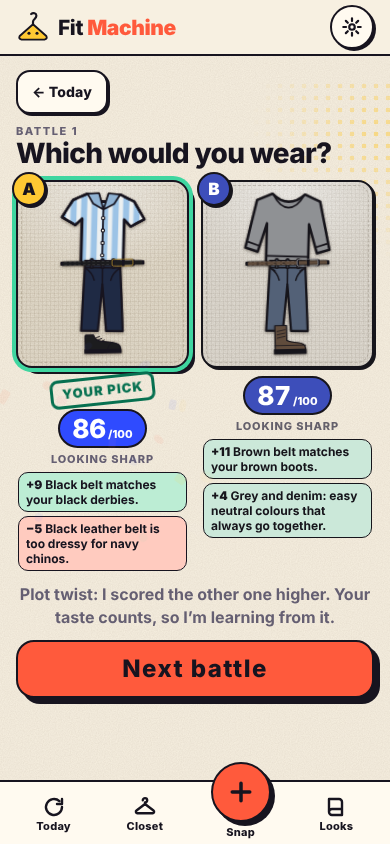 Fit Machine
← Today
BATTLE 1
Which would you wear?
A
B
YOUR PICK
86 /100
LOOKING SHARP
+9 Black belt matches
your black derbies.
−5 Black leather belt is
too dressy for navy
chinos.
87 /100
LOOKING SHARP
+11 Brown belt matches
your brown boots.
+4 Grey and denim: easy
neutral colours that
always go together.
Plot twist: I scored the other one higher. Your
taste counts, so I’m learning from it.
Next battle
Today
Closet
Snap
Looks